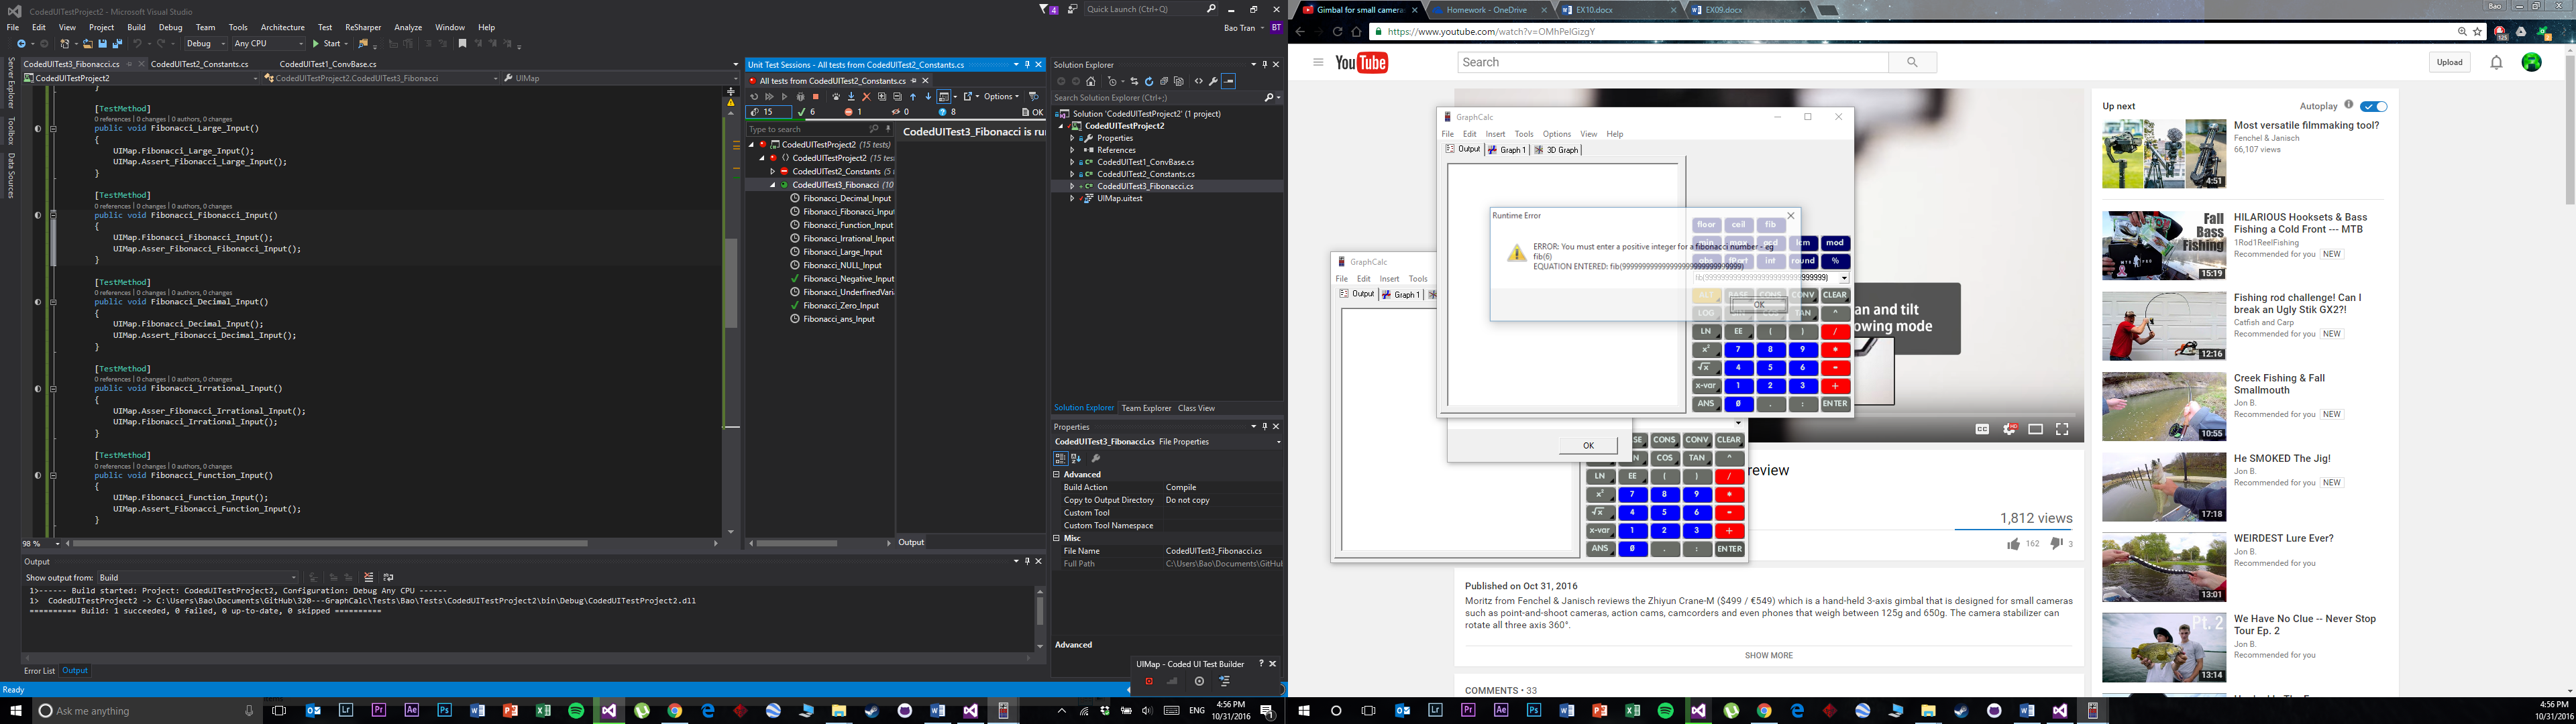 CodedUITestProject2 - Microsoft Visual Studio
4
Quick Launch (Ctrl+Q)
File Edit View Project Build Debug Team Tools Architecture Test ReSharper Analyze Window Help
Bao Tran BT
Debug Any CPU Start
CodedUITest3_Fibonacci.cs CodedUITest2_Constants.cs CodedUITest1_ConvBase.cs
CodedUITestProject2 CodedUITestProject2.CodedUITest3_Fibonacci UIMap
Server Explorer
Toolbox
Data Sources
}
[TestMethod]
0 references | 0 changes | 0 authors, 0 changes
public void Fibonacci_Large_Input()
{
UIMap.Fibonacci_Large_Input();
UIMap.Assert_Fibonacci_Large_Input();
}
[TestMethod]
0 references | 0 changes | 0 authors, 0 changes
public void Fibonacci_Fibonacci_Input()
{
UIMap.Fibonacci_Fibonacci_Input();
UIMap.Asser_Fibonacci_Fibonacci_Input();
}
[TestMethod]
0 references | 0 changes | 0 authors, 0 changes
public void Fibonacci_Decimal_Input()
{
UIMap.Fibonacci_Decimal_Input();
UIMap.Assert_Fibonacci_Decimal_Input();
}
[TestMethod]
0 references | 0 changes | 0 authors, 0 changes
public void Fibonacci_Irrational_Input()
{
UIMap.Asser_Fibonacci_Irrational_Input();
UIMap.Fibonacci_Irrational_Input();
}
[TestMethod]
0 references | 0 changes | 0 authors, 0 changes
public void Fibonacci_Function_Input()
{
UIMap.Fibonacci_Function_Input();
UIMap.Assert_Fibonacci_Function_Input();
}
98 %
Output
Show output from: Build
1>------ Build started: Project: CodedUITestProject2, Configuration: Debug Any CPU ------
1> CodedUITestProject2 -> C:\Users\Bao\Documents\GitHub\320---GraphCalc\Tests\Bao\Tests\CodedUITestProject2\bin\Debug\CodedUITestProject2.dll
========== Build: 1 succeeded, 0 failed, 0 up-to-date, 0 skipped ==========
Error List Output
Ready
Unit Test Sessions - All tests from CodedUITest2_Constants.cs
All tests from CodedUITest2_Constants.cs
Options
15 6 1 0 8 OK
Type to search
CodedUITest3_Fibonacci is ru
CodedUITestProject2 (15 tests)
CodedUITestProject2 (15 tes
CodedUITest2_Constants (5
CodedUITest3_Fibonacci (10
Fibonacci_Decimal_Input
Fibonacci_Fibonacci_Input
Fibonacci_Function_Input
Fibonacci_Irrational_Input
Fibonacci_Large_Input
Fibonacci_NULL_Input
Fibonacci_Negative_Input
Fibonacci_UnderfinedVari
Fibonacci_Zero_Input
Fibonacci_ans_Input
Output
Solution Explorer
Search Solution Explorer (Ctrl+;)
Solution 'CodedUITestProject2' (1 project)
CodedUITestProject2
Properties
References
CodedUITest1_ConvBase.cs
CodedUITest2_Constants.cs
CodedUITest3_Fibonacci.cs
UIMap.uitest
Solution Explorer Team Explorer Class View
Properties
CodedUITest3_Fibonacci.cs File Properties
Advanced
Build Action Compile
Copy to Output Directory Do not copy
Custom Tool
Custom Tool Namespace
Misc
File Name CodedUITest3_Fibonacci.cs
Full Path C:\Users\Bao\Documents\GitHub
Advanced
UIMap - Coded UI Test Builder
Ask me anything
ENG 4:56 PM
10/31/2016
Gimbal for small camera Homework - OneDrive EX10.docx EX09.docx
Bao
https://www.youtube.com/watch?v=OMhPelGizgY
YouTube
Search
Upload
GraphCalc
File Edit Insert Tools Options View Help
Output Graph 1 3D Graph
floor ceil fib
min max gcd lcm mod
abs fPart int round %
Runtime Error
ERROR: You must enter a positive integer for a fibonacci number - eg
fib(6)
OK
ALT BASE CONS CONV CLEAR
LOG TAN ^
LN EE ( ) /
x² 7 8 9 *
√x 4 5 6 -
x-var 1 2 3 +
ANS 0 . : ENTER
an and tilt
owing mode
GraphCalc
File Edit Insert Tools
Output Graph 1
OK
SE CONS CONV CLEAR
N COS TAN ^
LN EE ( ) /
x² 7 8 9 *
√x 4 5 6 -
x-var 1 2 3 +
ANS 0 . : ENTER
review
1,812 views
162 3
Published on Oct 31, 2016
Moritz from Fenchel & Janisch reviews the Zhiyun Crane-M ($499 / €549) which is a hand-held 3-axis gimbal that is designed for small cameras
such as point-and-shoot cameras, action cams, camcorders and even phones that weigh between 125g and 650g. The camera stabilizer can
rotate all three axis 360°.
SHOW MORE
COMMENTS • 33
Up next Autoplay
Most versatile filmmaking tool?
Fenchel & Janisch
66,107 views
4:51
HILARIOUS Hooksets & Bass
Fishing a Cold Front --- MTB
1Rod1ReelFishing
Recommended for you NEW
Fall
Bass
Fishing
15:19
Fishing rod challenge! Can I
break an Ugly Stik GX2?!
Catfish and Carp
Recommended for you NEW
12:16
Creek Fishing & Fall
Smallmouth
Jon B.
Recommended for you NEW
10:55
He SMOKED The Jig!
Jon B.
Recommended for you NEW
17:18
WEIRDEST Lure Ever?
Jon B.
Recommended for you
13:01
We Have No Clue -- Never Stop
Tour Ep. 2
Jon B.
Recommended for you
Pt. 2
13:14
4:56 PM
10/31/2016